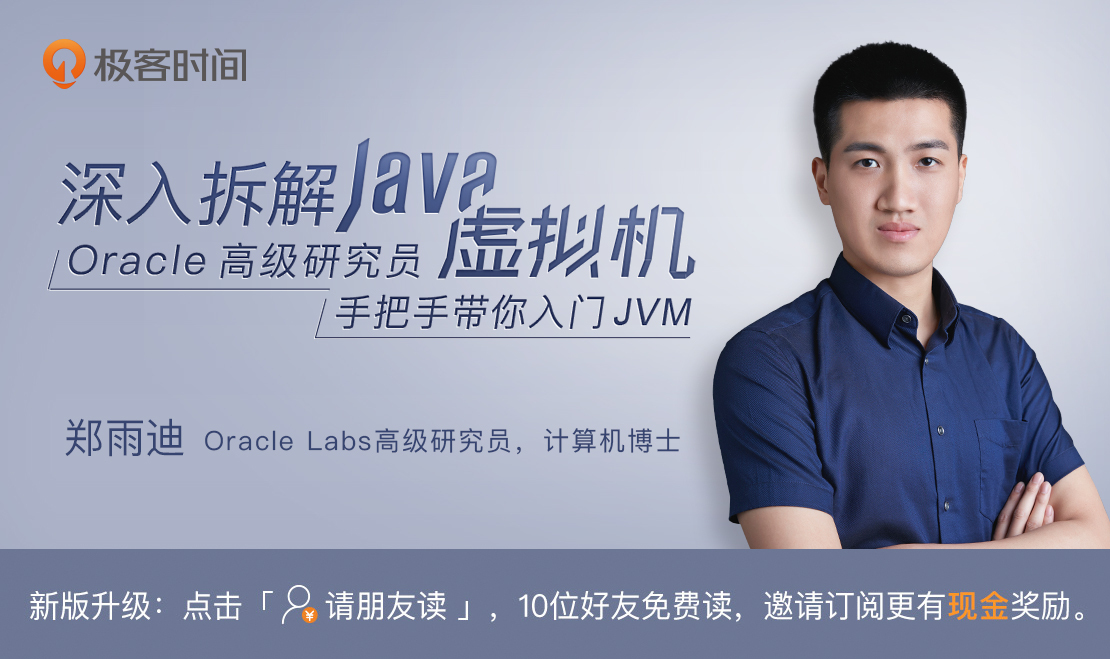 极客时间
深入拆解Java
虚拟机
Oracle 高级研究员
手把手带你入门 JVM
郑雨迪 Oracle Labs高级研究员，计算机博士
新版升级：点击「 ¥ 请朋友读 」，10位好友免费读，邀请订阅更有现金奖励。